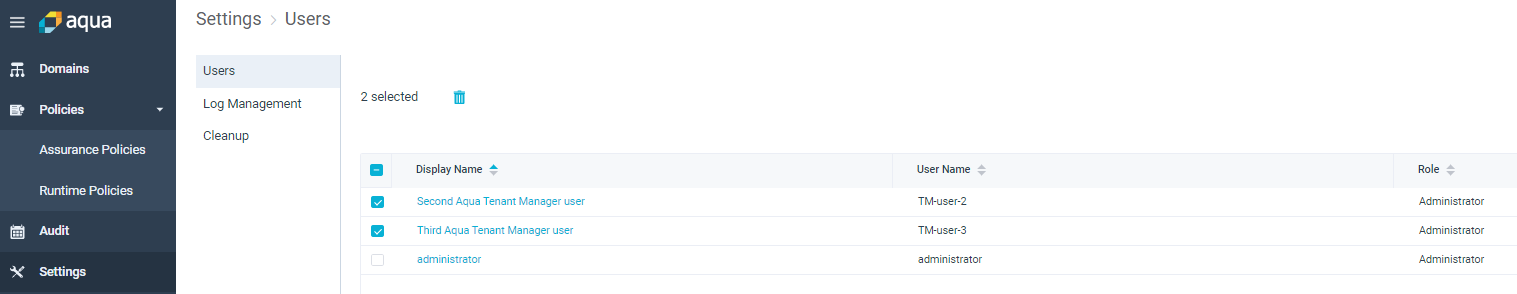 aqua
Settings > Users
Domains
Policies
Assurance Policies
Runtime Policies
Audit
Settings
Users
Log Management
Cleanup
2 selected
Display Name User Name Role
Second Aqua Tenant Manager user TM-user-2 Administrator
Third Aqua Tenant Manager user TM-user-3 Administrator
administrator administrator Administrator